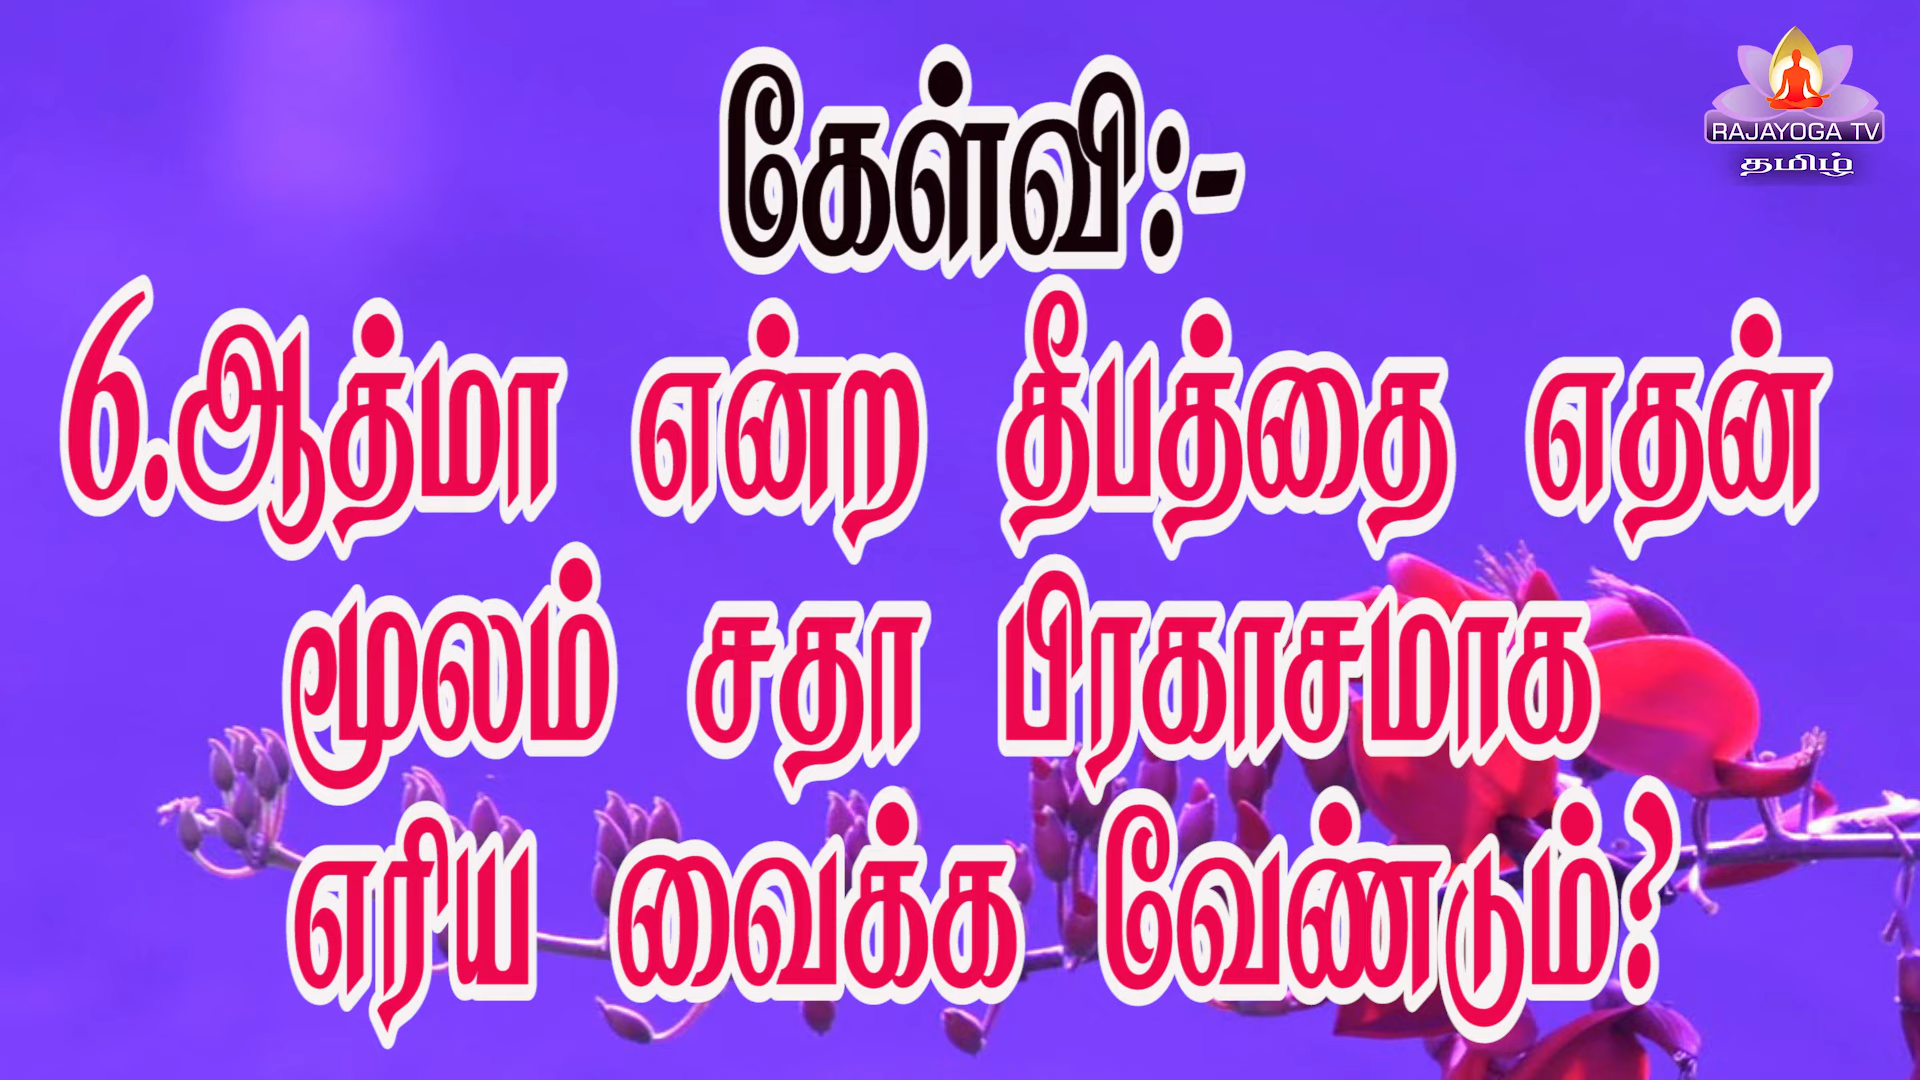 கேள்வி:-
6.ஆத்மா என்ற தீபத்தை எதன்
மூலம் சதா பிரகாசமாக
எரிய வைக்க வேண்டும்?
RAJAYOGA TV
தமிழ்